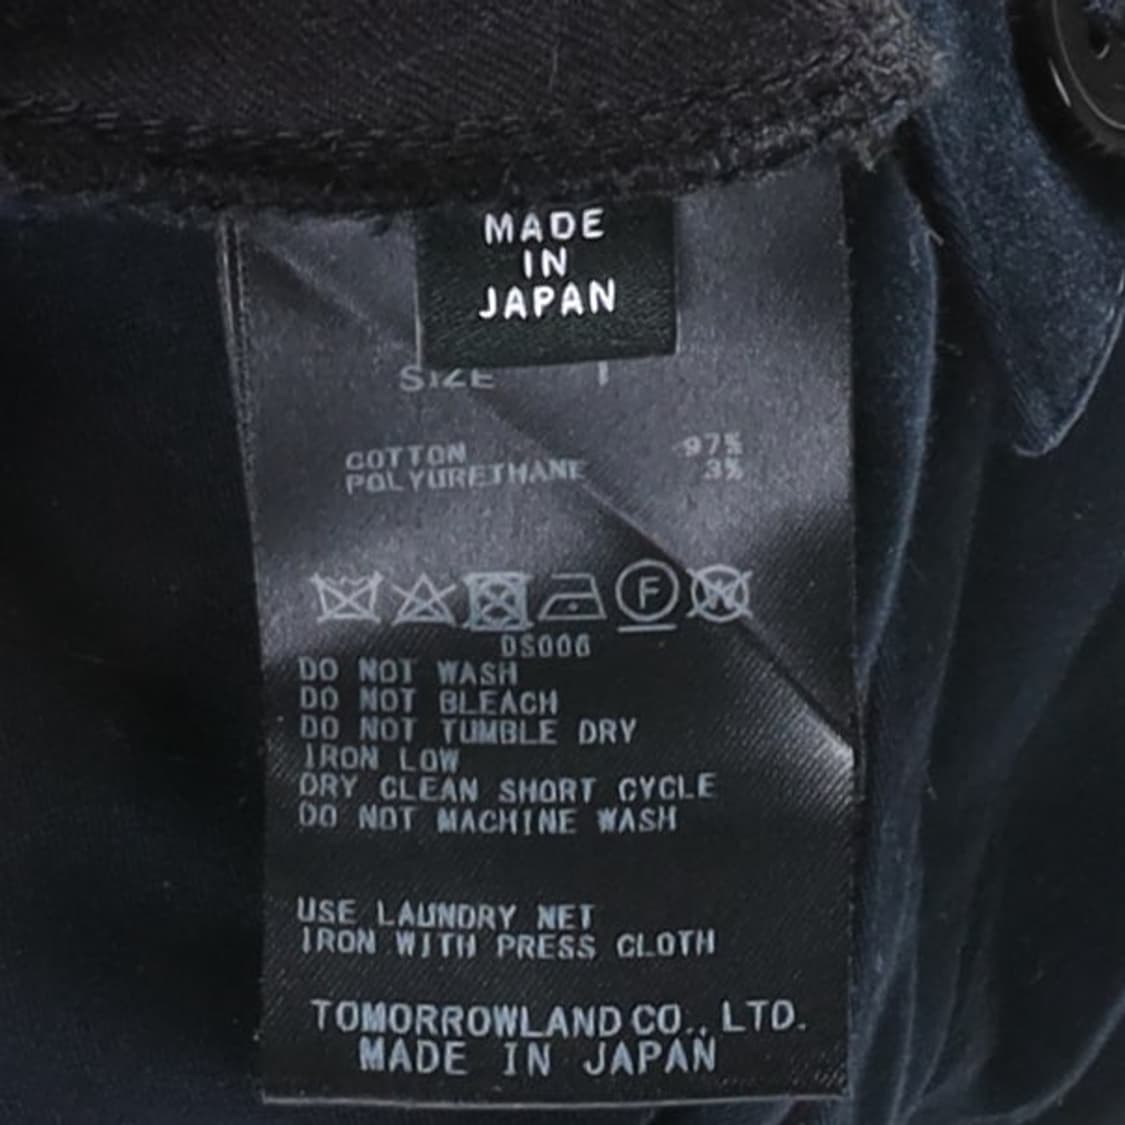 MADE
IN
JAPAN
SIZE
COTTON 97%
POLYURETHANE 3%
F W
DS006
DO NOT WASH
DO NOT BLEACH
DO NOT TUMBLE DRY
IRON LOW
DRY CLEAN SHORT CYCLE
DO NOT MACHINE WASH
USE LAUNDRY NET
IRON WITH PRESS CLOTH
TOMORROWLAND CO., LTD.
MADE IN JAPAN